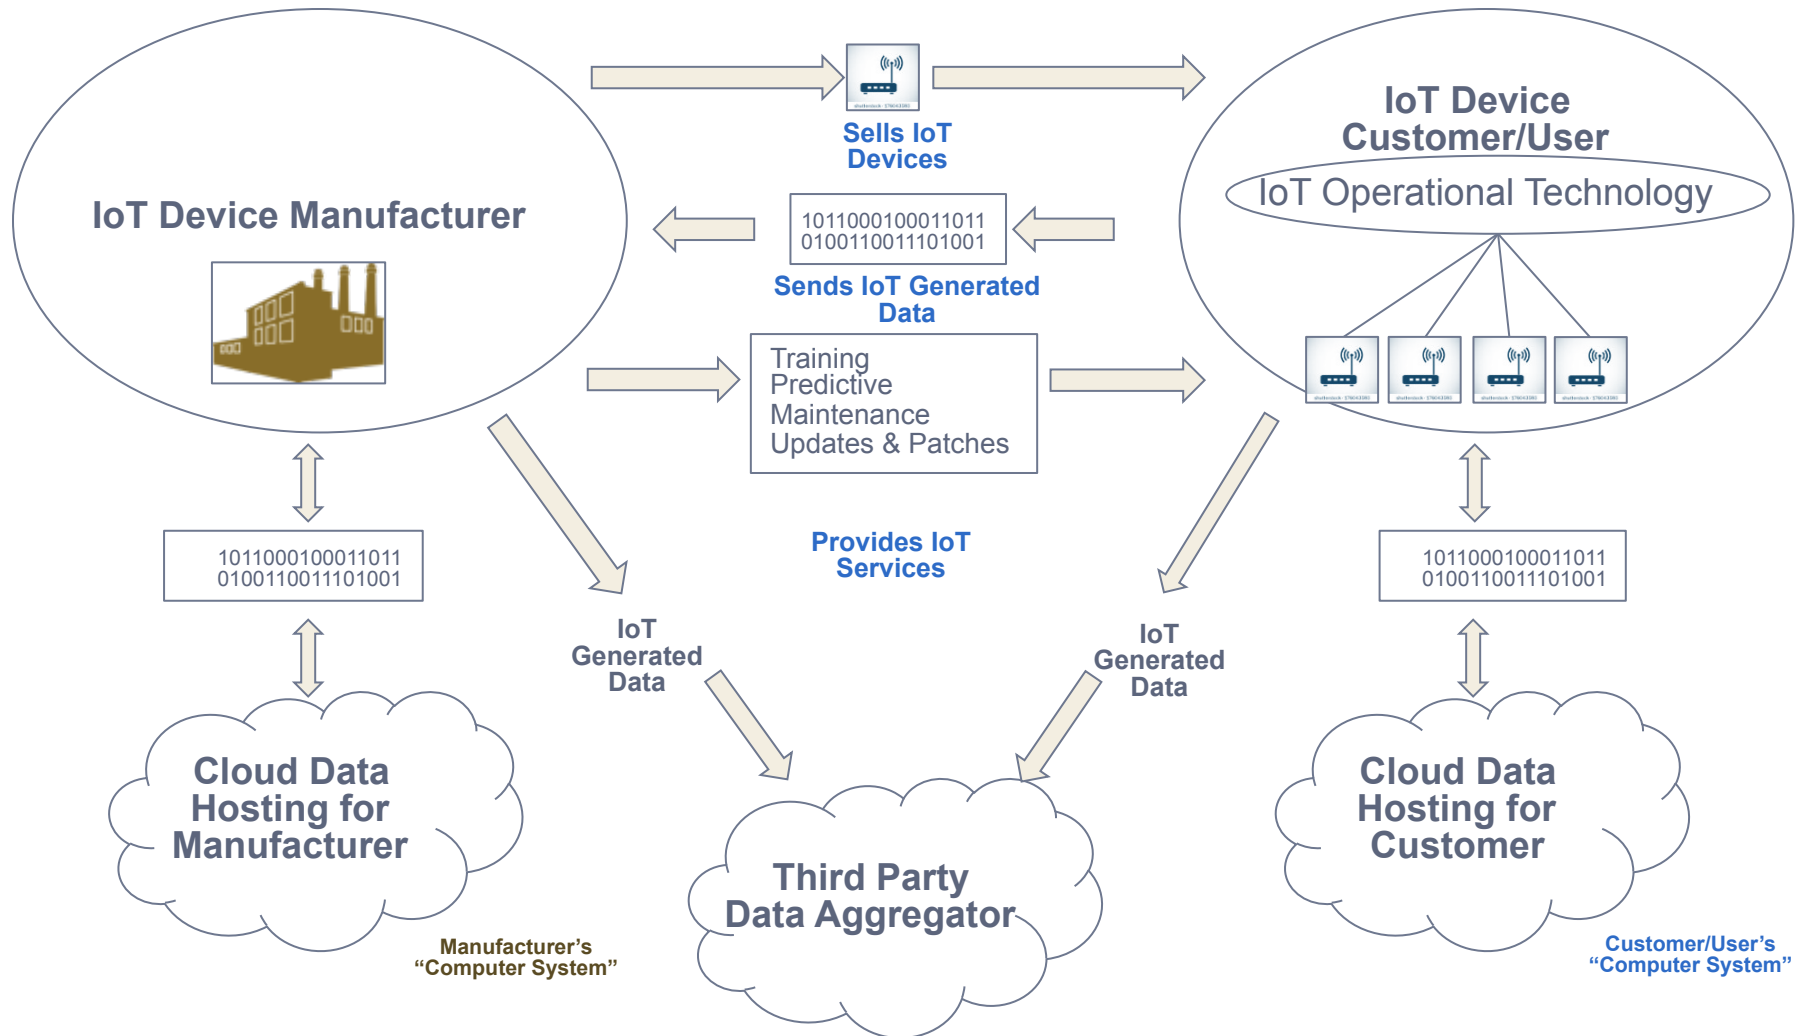 Sells IoT
Devices
IoT Device Manufacturer
IoT Device
Customer/User
IoT Operational Technology
1011000100011011
0100110011101001
Sends IoT Generated
Data
Training
Predictive
Maintenance
Updates & Patches
Provides IoT
Services
1011000100011011
0100110011101001
1011000100011011
0100110011101001
IoT
Generated
Data
IoT
Generated
Data
Cloud Data
Hosting for
Manufacturer
Third Party
Data Aggregator
Cloud Data
Hosting for
Customer
Manufacturer’s
“Computer System”
Customer/User’s
“Computer System”